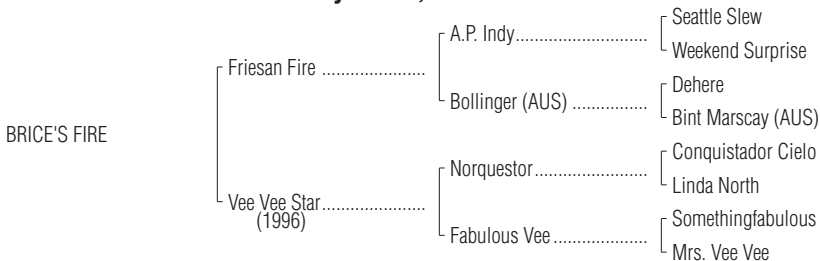 Seattle Slew
A.P. Indy..............................
Weekend Surprise
Friesan Fire ......................
Dehere
Bollinger (AUS) ................
Bint Marscay (AUS)
BRICE'S FIRE
Conquistador Cielo
Norquestor........................
Linda North
Vee Vee Star......................
(1996)
Somethingfabulous
Fabulous Vee ....................
Mrs. Vee Vee